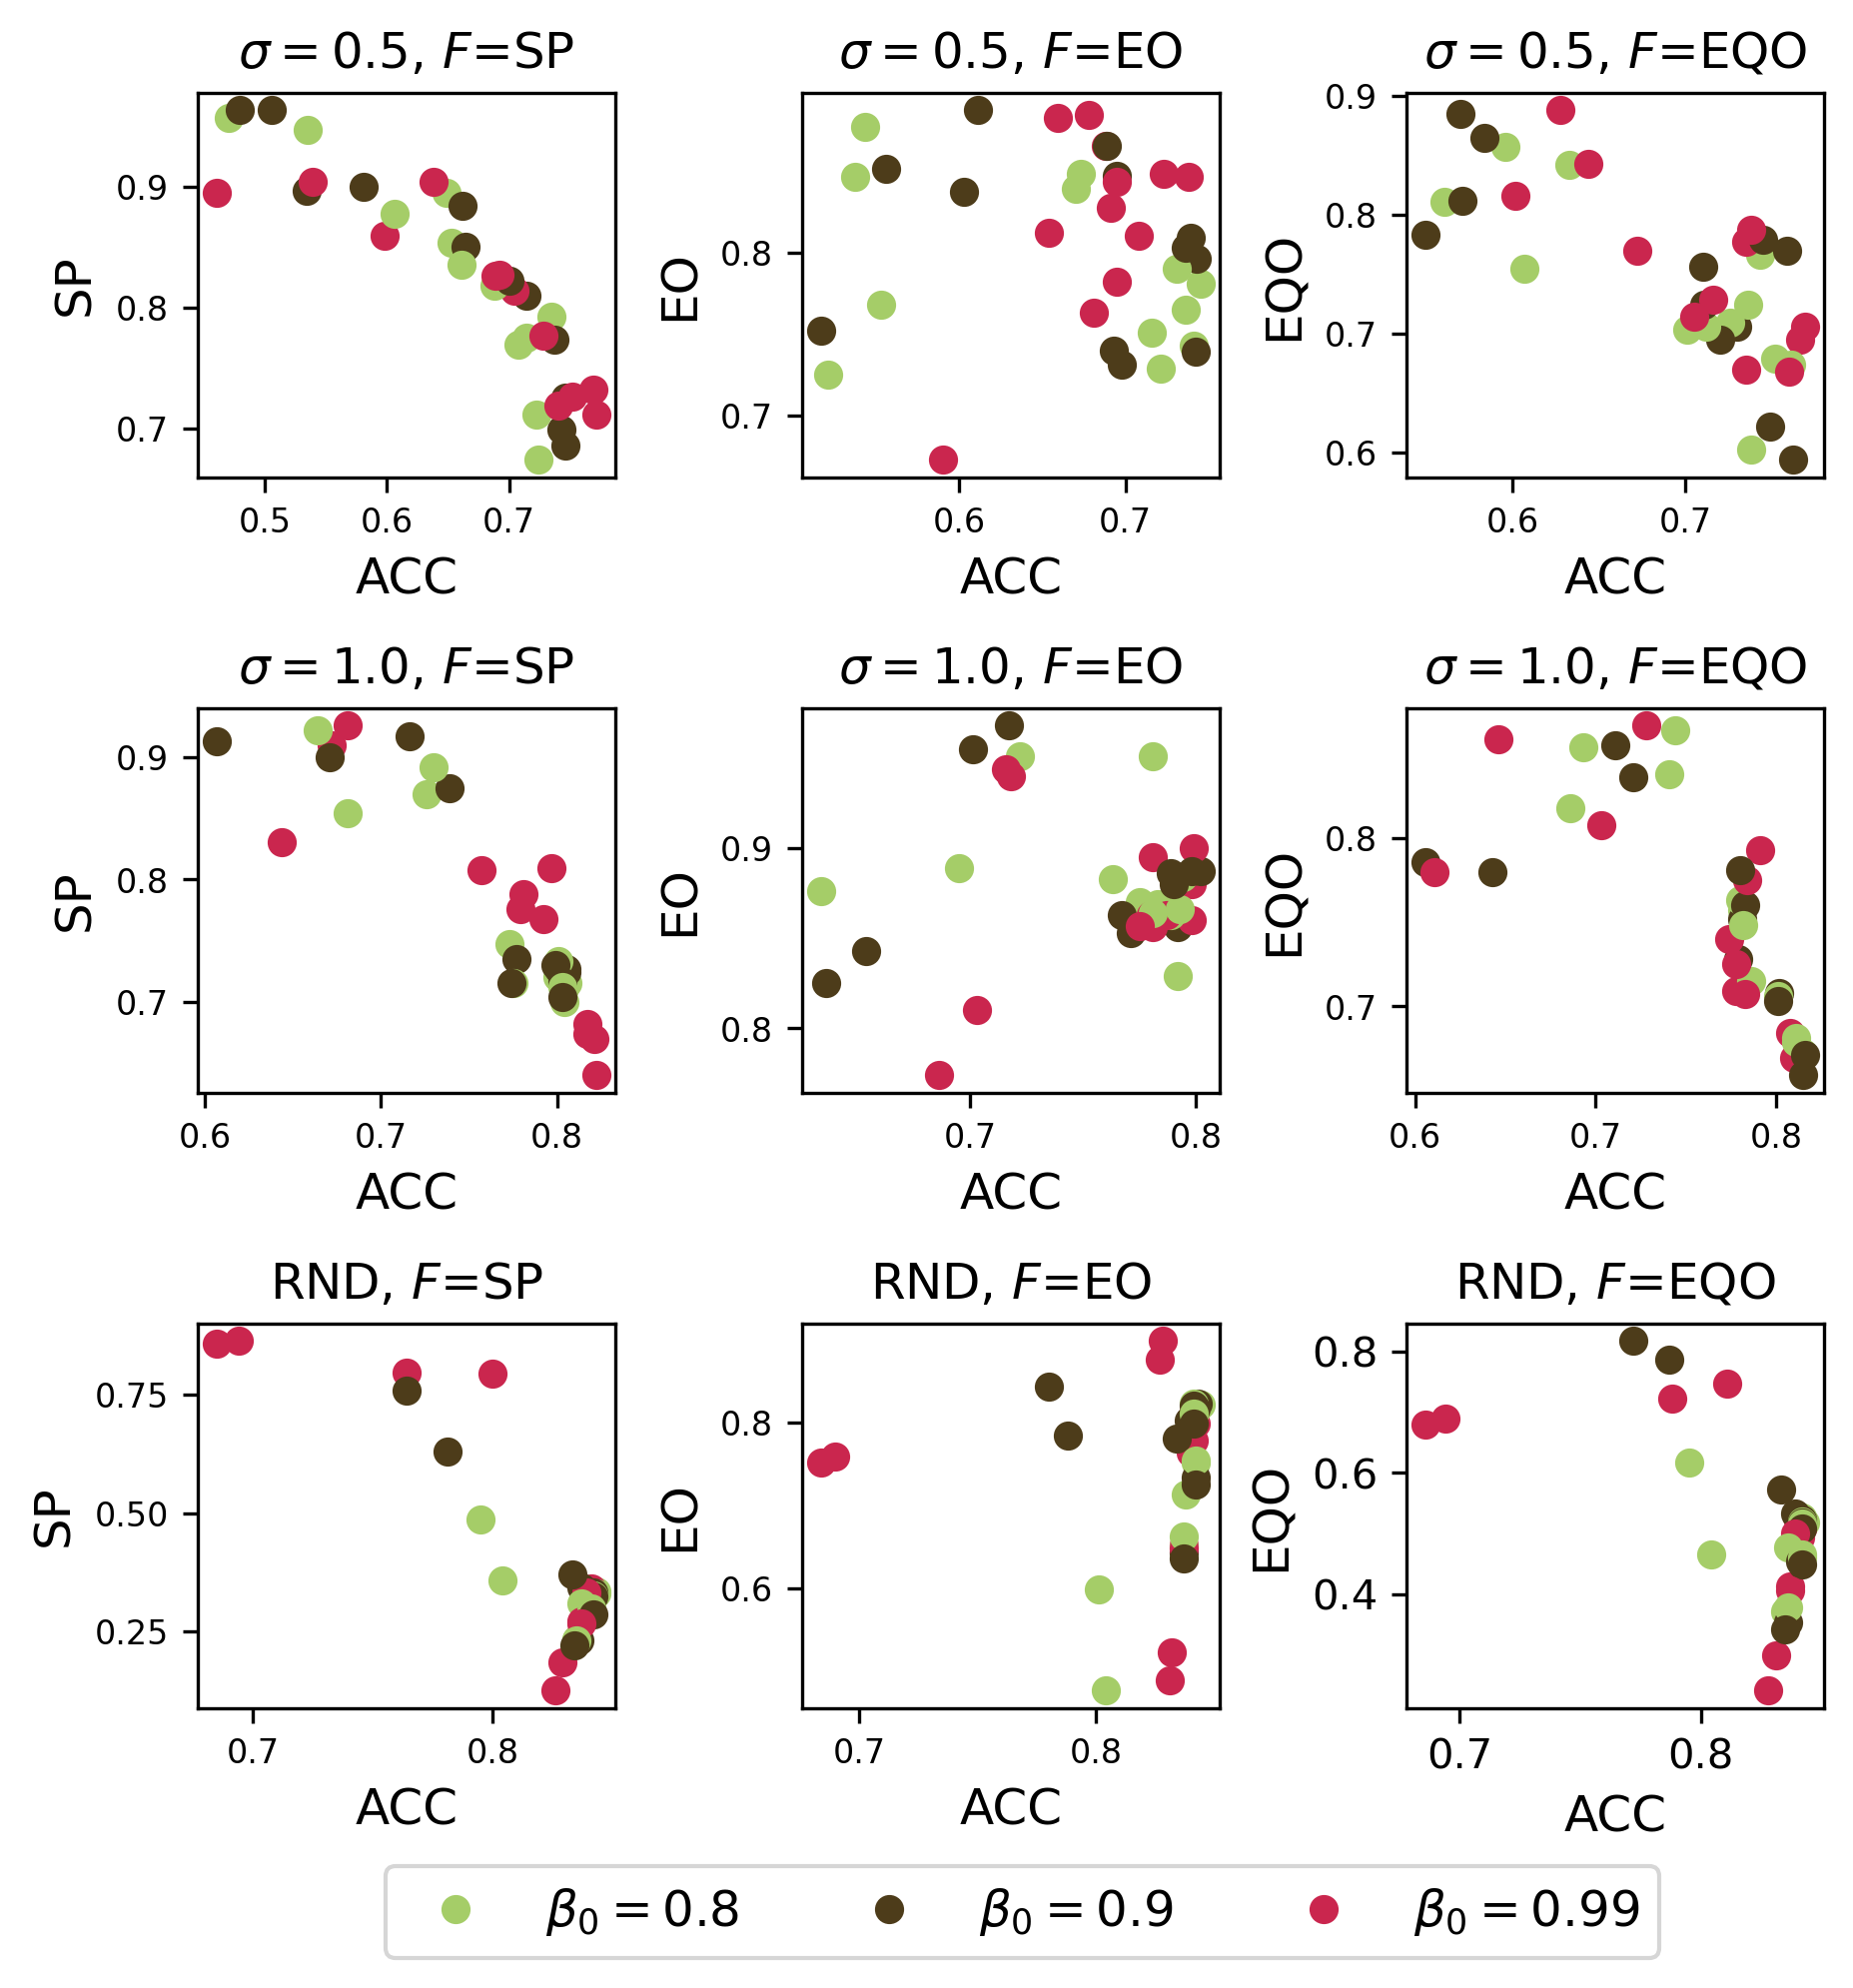 σ = 0.5, F=SP
0.9
0.8
0.7
SP
0.5 0.6 0.7
ACC
σ = 0.5, F=EO
0.8
0.7
EO
0.6 0.7
ACC
σ = 0.5, F=EQO
0.9
0.8
0.7
0.6
EQO
0.6 0.7
ACC
σ = 1.0, F=SP
0.9
0.8
0.7
SP
0.6 0.7 0.8
ACC
σ = 1.0, F=EO
0.9
0.8
EO
0.7 0.8
ACC
σ = 1.0, F=EQO
0.8
0.7
EQO
0.6 0.7 0.8
ACC
RND, F=SP
0.75
0.50
0.25
SP
0.7 0.8
ACC
RND, F=EO
0.8
0.6
EO
0.7 0.8
ACC
RND, F=EQO
0.8
0.6
0.4
EQO
0.7 0.8
ACC
β₀ = 0.8 β₀ = 0.9 β₀ = 0.99